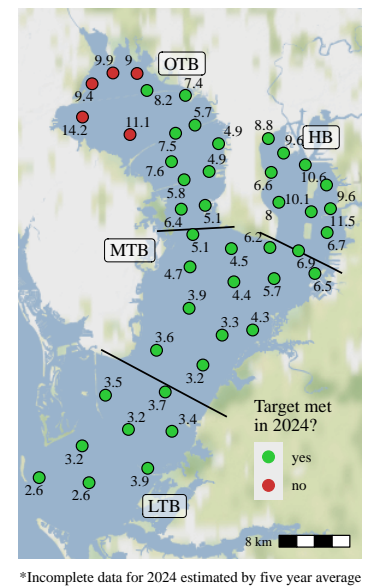 9.9 9 OTB
9.4 8.2 7.4
14.2 11.1 7.5 5.7 4.9 8.8 HB
9.6
7.6 4.9 10.6
5.8 6.6
6.4 5.1 8 10.1 9.6
11.5
MTB 5.1 6.2 6.7
4.5 6.9
4.7 4.4 5.7 6.5
3.9
3.3 4.3
3.6
3.2
3.5 3.7
3.2 3.4
3.2
2.6 2.6 3.9
LTB
Target met
in 2024?
yes
no
8 km
*Incomplete data for 2024 estimated by five year average